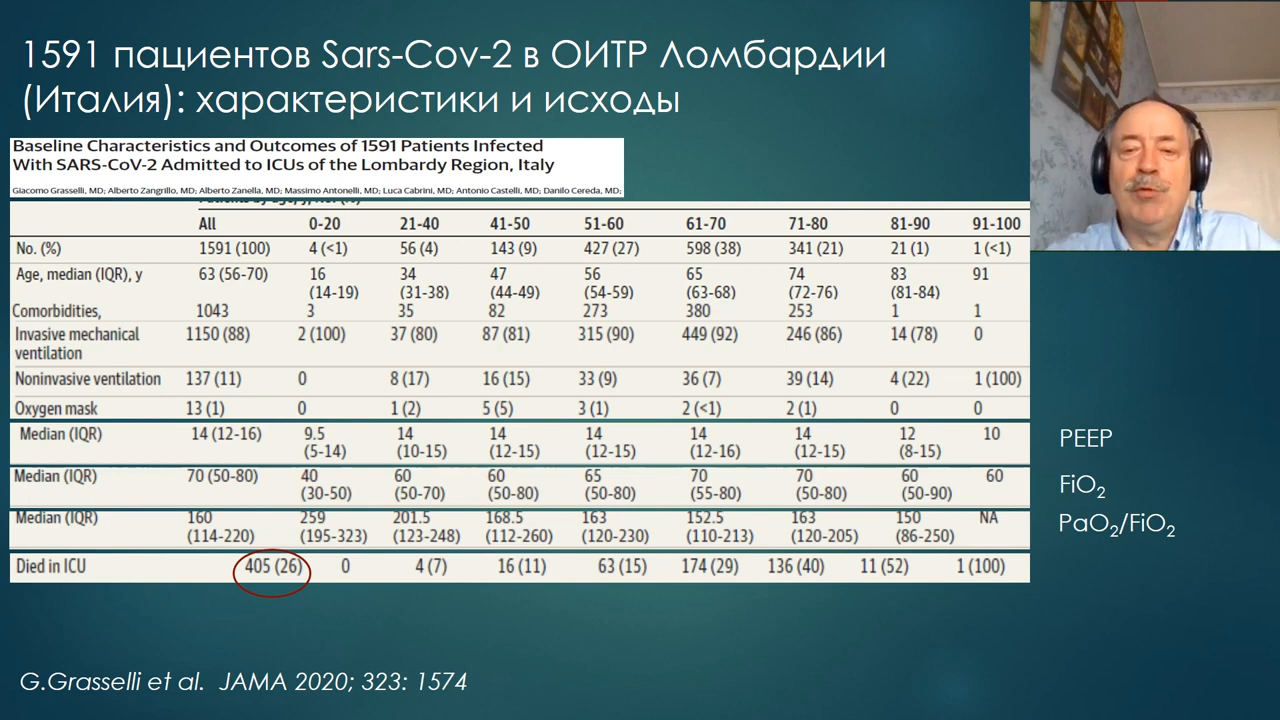 1591 пациентов Sars-Cov-2 в ОИТР Ломбардии
(Италия): характеристики и исходы
Baseline Characteristics and Outcomes of 1591 Patients Infected
With SARS-CoV-2 Admitted to ICUs of the Lombardy Region, Italy
Giacomo Grasselli, MD; Alberto Zangrillo, MD; Alberto Zanella, MD; Massimo Antonelli, MD; Luca Cabrini, MD; Antonio Castelli, MD; Danilo Cereda, MD;
All 0-20 21-40 41-50 51-60 61-70 71-80 81-90 91-100
No. (%) 1591 (100) 4 (<1) 56 (4) 143 (9) 427 (27) 598 (38) 341 (21) 21 (1) 1 (<1)
Age, median (IQR), y 63 (56-70) 16 34 47 56 65 74 83 91
(14-19) (31-38) (44-49) (54-59) (63-68) (72-76) (81-84)
Comorbidities, 1043 3 35 82 273 380 253 1 1
Invasive mechanical 1150 (88) 2 (100) 37 (80) 87 (81) 315 (90) 449 (92) 246 (86) 14 (78) 0
ventilation
Noninvasive ventilation 137 (11) 0 8 (17) 16 (15) 33 (9) 36 (7) 39 (14) 4 (22) 1 (100)
Oxygen mask 13 (1) 0 1 (2) 5 (5) 3 (1) 2 (<1) 2 (1) 0 0
Median (IQR) 14 (12-16) 9.5 14 14 14 14 14 12 10
(5-14) (10-15) (12-15) (12-15) (12-16) (12-15) (8-15)
PEEP
Median (IQR) 70 (50-80) 40 60 60 65 70 70 60 60
(30-50) (50-70) (50-80) (50-80) (55-80) (50-80) (50-90)
FiO2
Median (IQR) 160 259 201.5 168.5 163 152.5 163 150 NA
(114-220) (195-323) (123-248) (112-260) (120-230) (110-213) (120-205) (86-250)
PaO2/FiO2
Died in ICU 405 (26) 0 4 (7) 16 (11) 63 (15) 174 (29) 136 (40) 11 (52) 1 (100)
G.Grasselli et al. JAMA 2020; 323: 1574